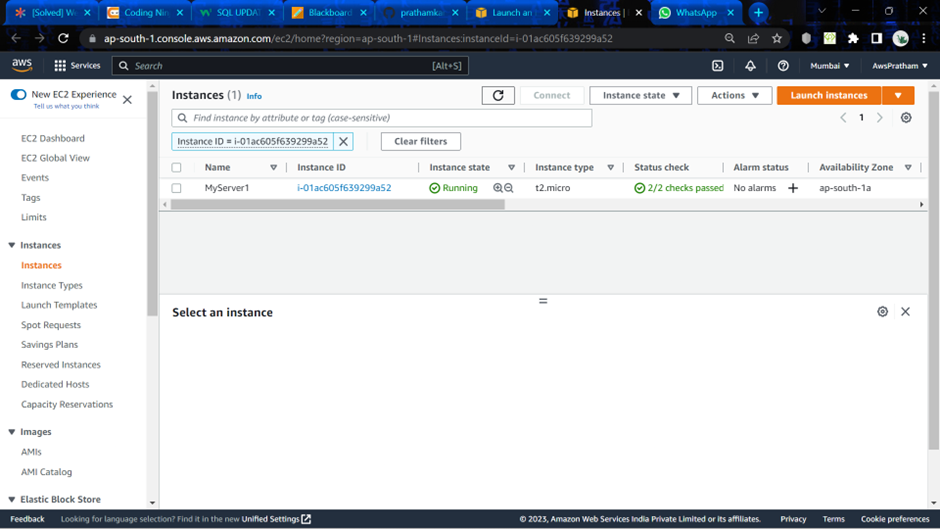 {Solved} W
Coding Nin
SQL UPDAT
Blackboard
prathamka
Launch an
Instances |
WhatsApp
ap-south-1.console.aws.amazon.com/ec2/home?region=ap-south-1#Instances:instanceId=i-01ac605f639299a52
aws Services Search [Alt+S] Mumbai AwsPratham
New EC2 Experience
Tell us what you think
EC2 Dashboard
EC2 Global View
Events
Tags
Limits
Instances
Instances
Instance Types
Launch Templates
Spot Requests
Savings Plans
Reserved Instances
Dedicated Hosts
Capacity Reservations
Images
AMIs
AMI Catalog
Elastic Block Store
Instances (1) Info Connect Instance state Actions Launch instances
Find instance by attribute or tag (case-sensitive) 1
Instance ID = i-01ac605f639299a52 Clear filters
Name Instance ID Instance state Instance type Status check Alarm status Availability Zone
MyServer1 i-01ac605f639299a52 Running t2.micro 2/2 checks passed No alarms + ap-south-1a
Select an instance
Feedback Looking for language selection? Find it in the new Unified Settings © 2023, Amazon Web Services India Private Limited or its affiliates. Privacy Terms Cookie preferences